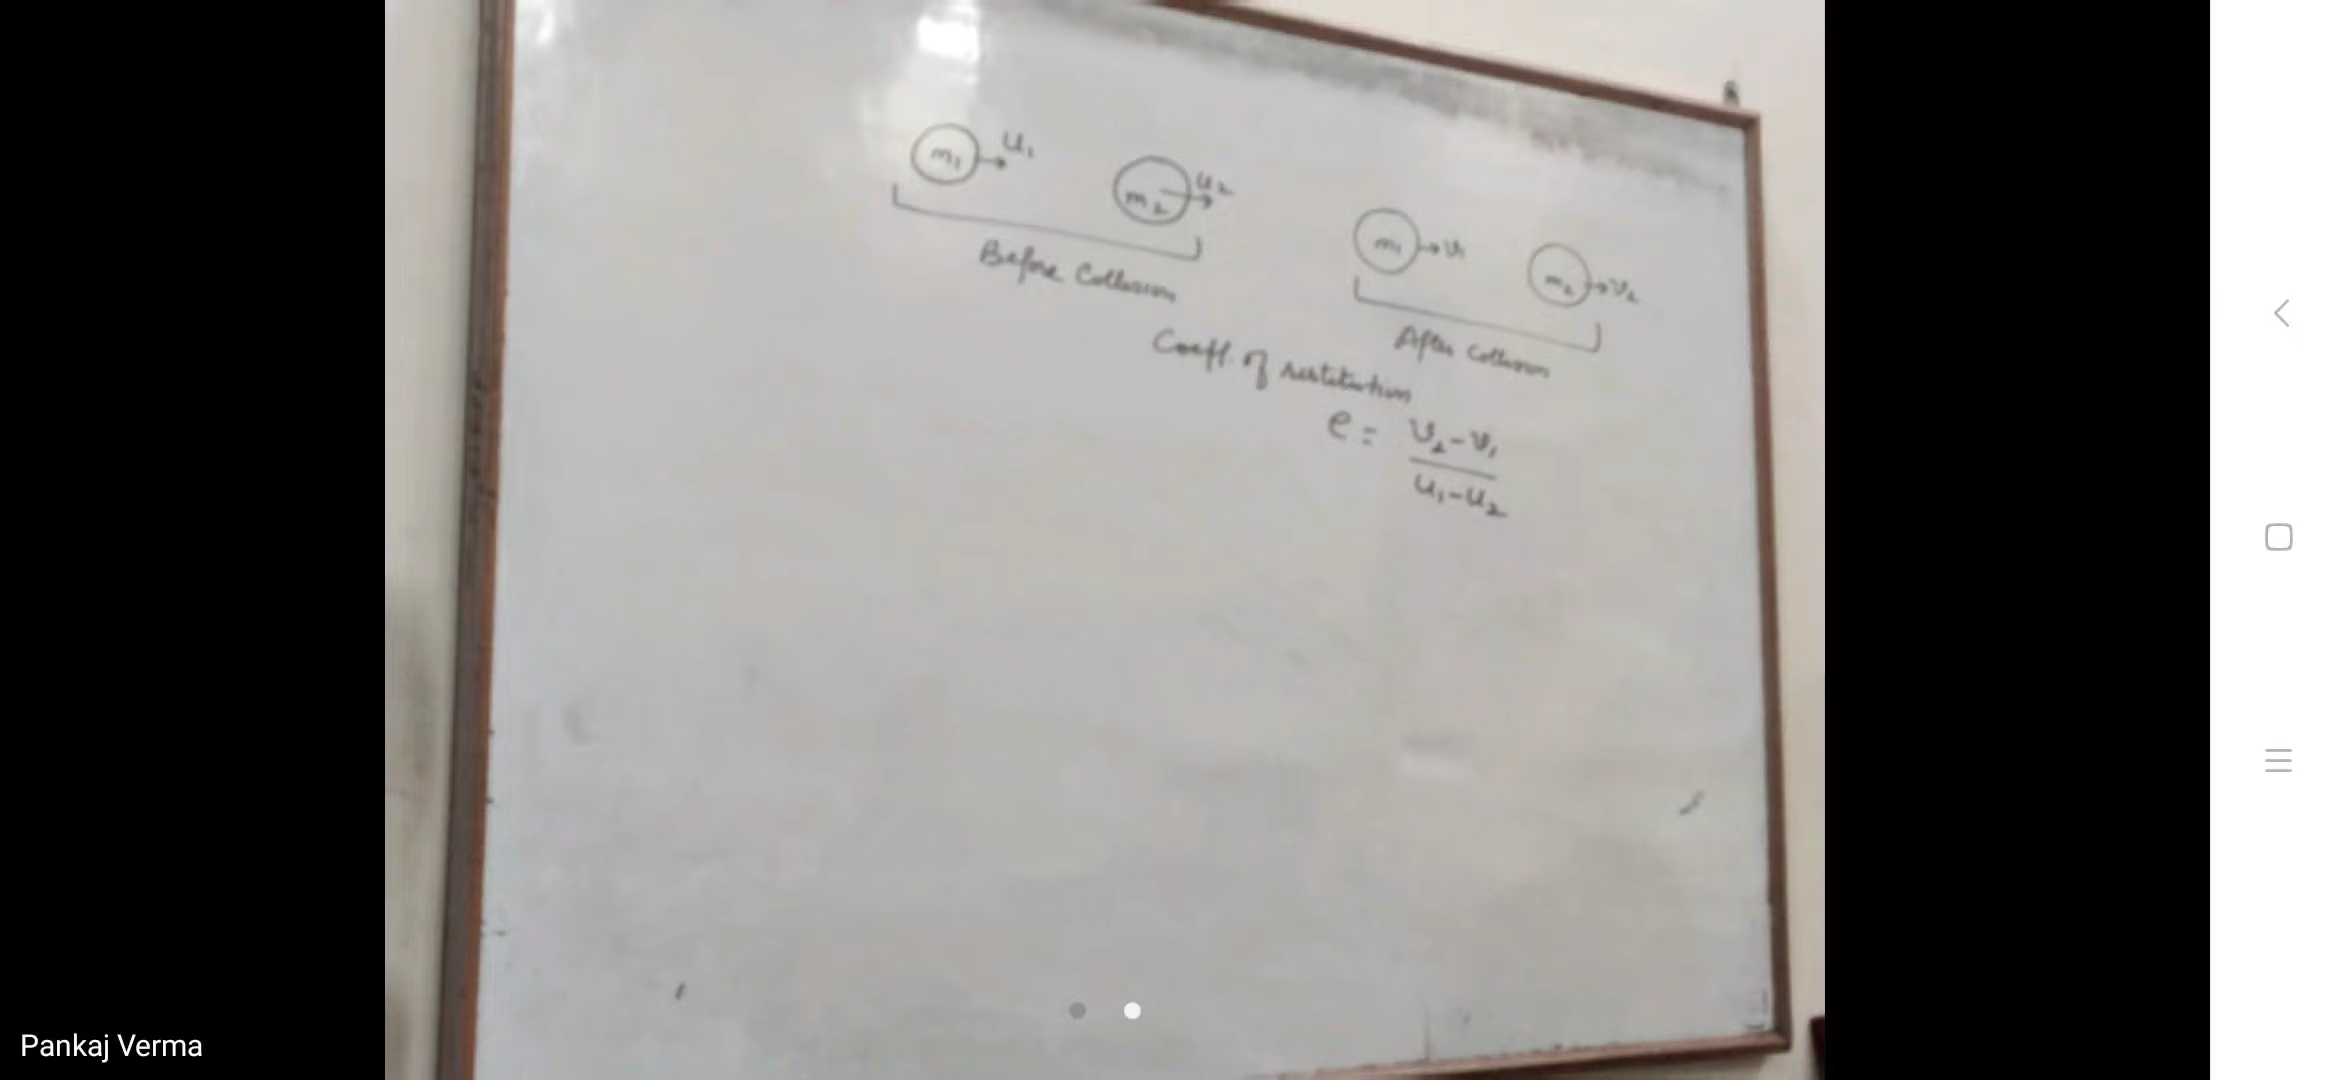 m₁ → u₁
m₂ → u₂
Before Collision
m₁ → v₁
m₂ → v₂
After Collision
Coeff. of restitution
e = (v₂ - v₁) / (u₁ - u₂)
Pankaj Verma